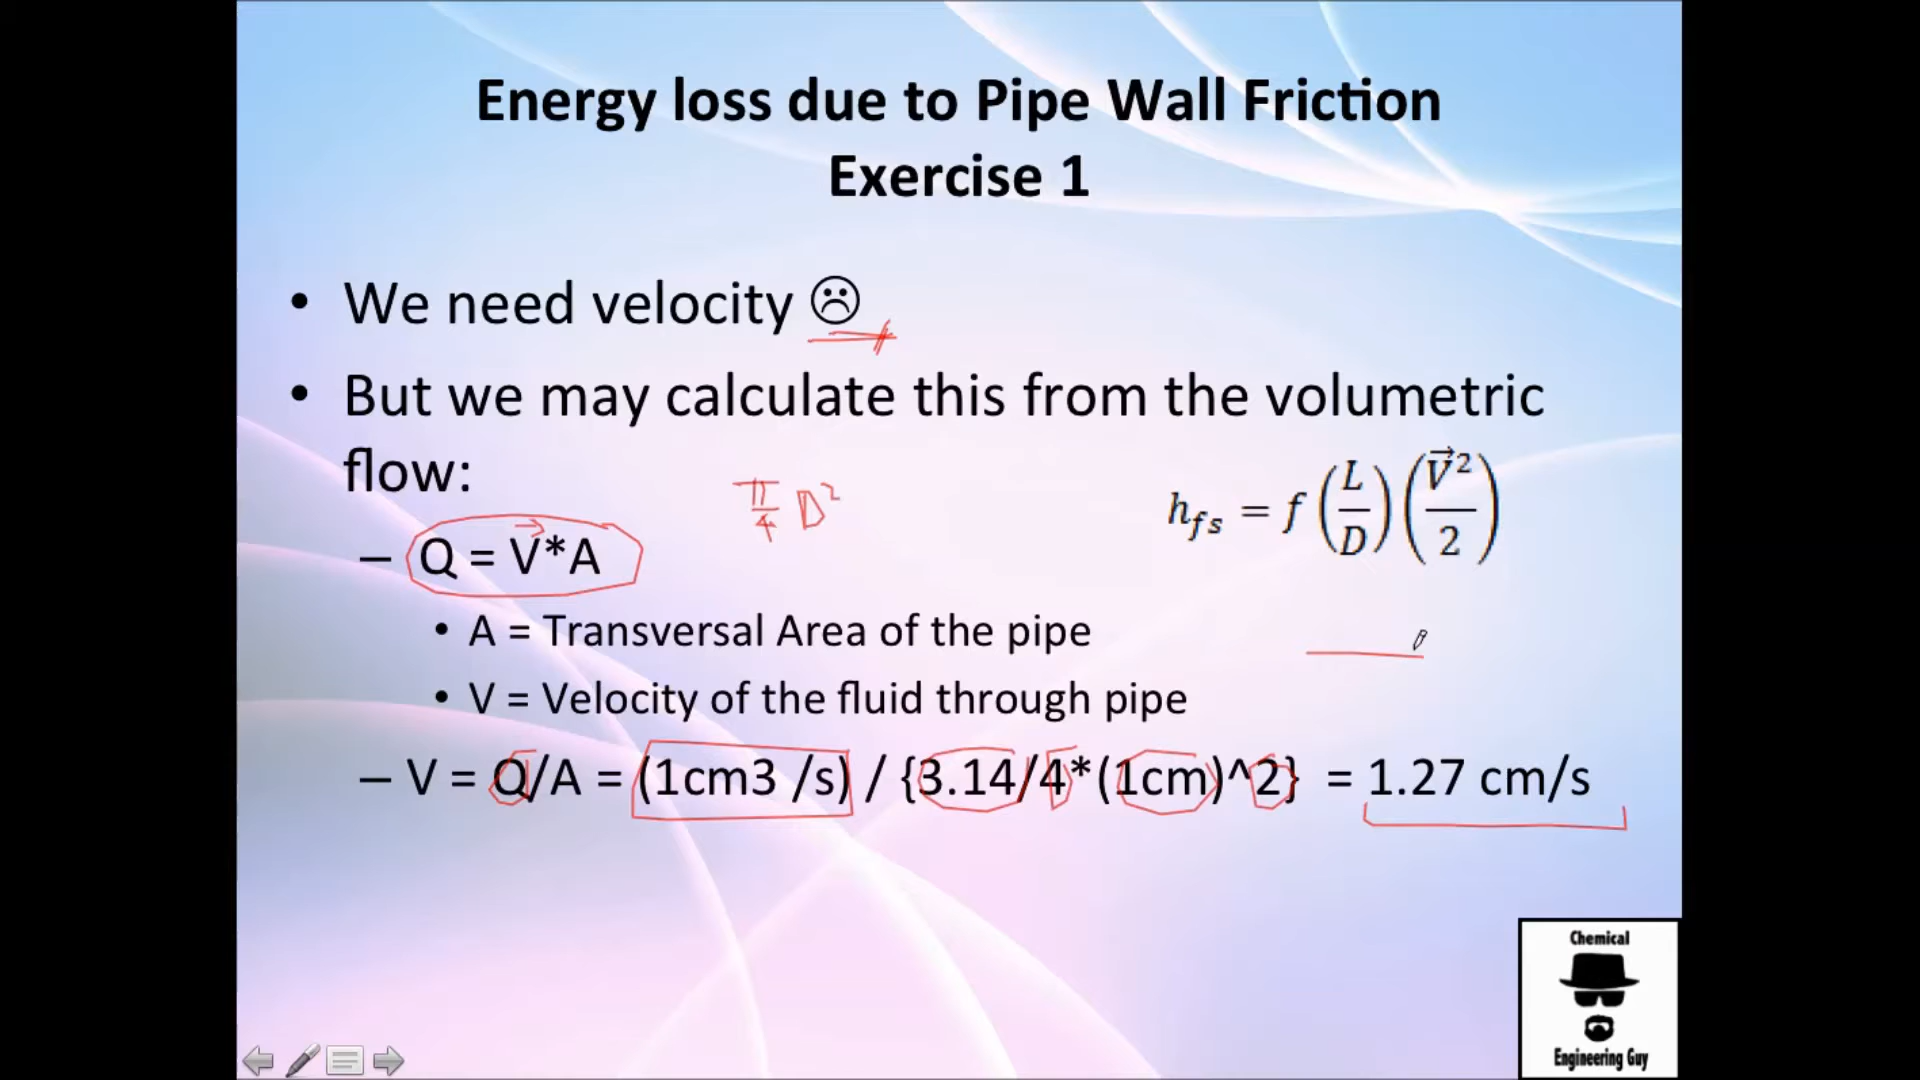 Energy loss due to Pipe Wall Friction
Exercise 1
• We need velocity ☹
• But we may calculate this from the volumetric
flow:
π/4 D²
h_fs = f (L/D) (V⃗²/2)
– Q = V*A
• A = Transversal Area of the pipe
• V = Velocity of the fluid through pipe
– V = Q/A = (1cm3 /s) / {3.14/4*(1cm)^2} = 1.27 cm/s
Chemical
Engineering Guy